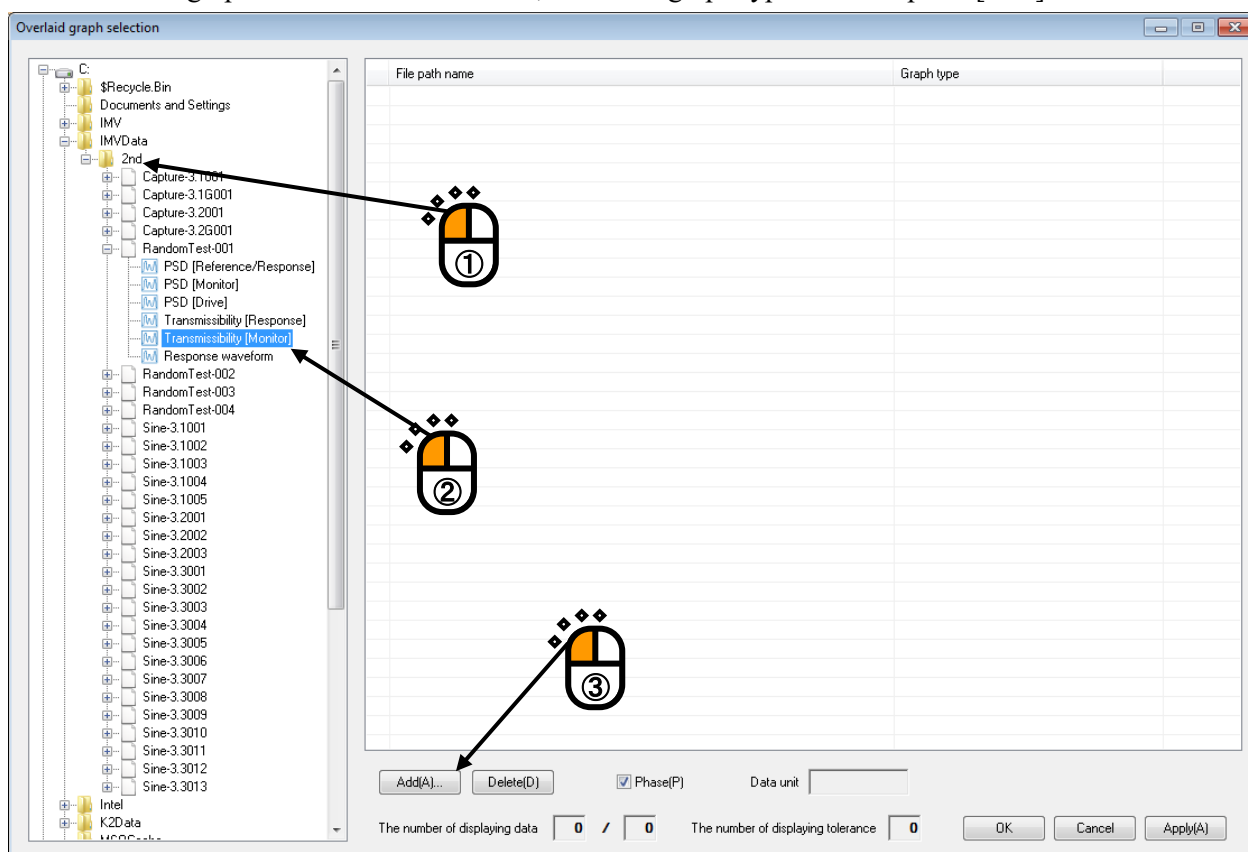 Overlaid graph selection
C:
$Recycle.Bin
Documents and Settings
IMV
IMVData
2nd
Capture-3.1001
Capture-3.1G001
Capture-3.2001
Capture-3.2G001
RandomTest-001
PSD [Reference/Response]
PSD [Monitor]
PSD [Drive]
Transmissibility [Response]
Transmissibility [Monitor]
Response waveform
RandomTest-002
RandomTest-003
RandomTest-004
Sine-3.1001
Sine-3.1002
Sine-3.1003
Sine-3.1004
Sine-3.1005
Sine-3.2001
Sine-3.2002
Sine-3.2003
Sine-3.3001
Sine-3.3002
Sine-3.3003
Sine-3.3004
Sine-3.3005
Sine-3.3006
Sine-3.3007
Sine-3.3008
Sine-3.3009
Sine-3.3010
Sine-3.3011
Sine-3.3012
Sine-3.3013
Intel
K2Data
File path name Graph type
①
②
③
Add(A)... Delete(D) Phase(P) Data unit
The number of displaying data 0 / 0 The number of displaying tolerance 0 OK Cancel Apply(A)